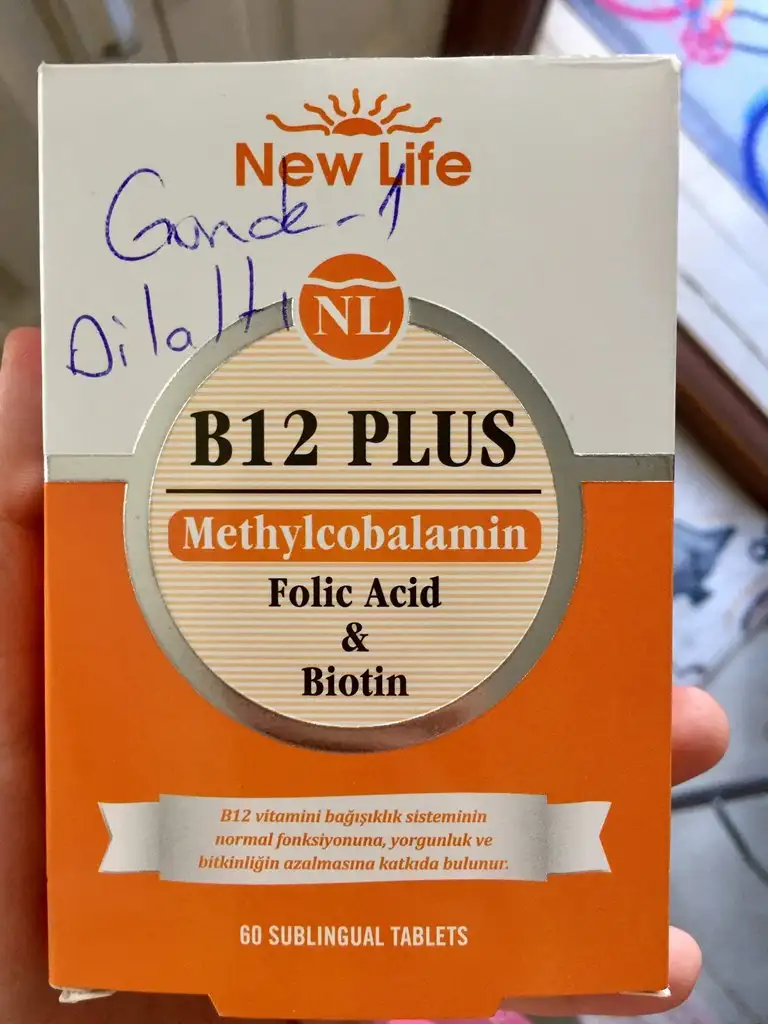 New Life
Günde - 1
Dilaltı
NL
B12 PLUS
Methylcobalamin
Folic Acid
&
Biotin
B12 vitamini bağışıklık sisteminin
normal fonksiyonuna, yorgunluk ve
bitkinliğin azalmasına katkıda bulunur.
60 SUBLINGUAL TABLETS